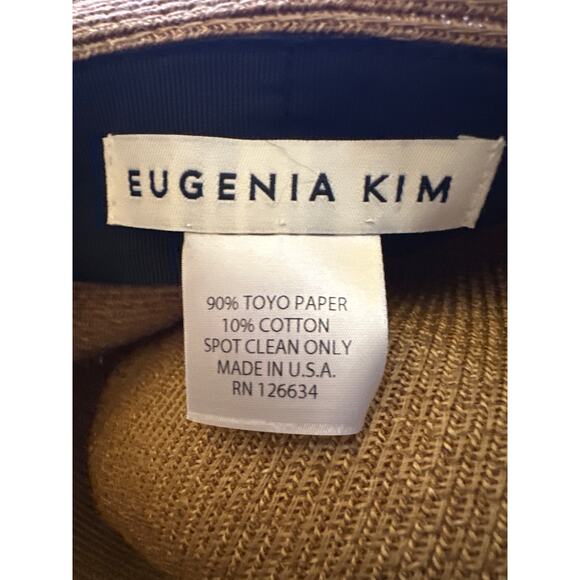 EUGENIA KIM
90% TOYO PAPER
10% COTTON
SPOT CLEAN ONLY
MADE IN U.S.A.
RN 126634